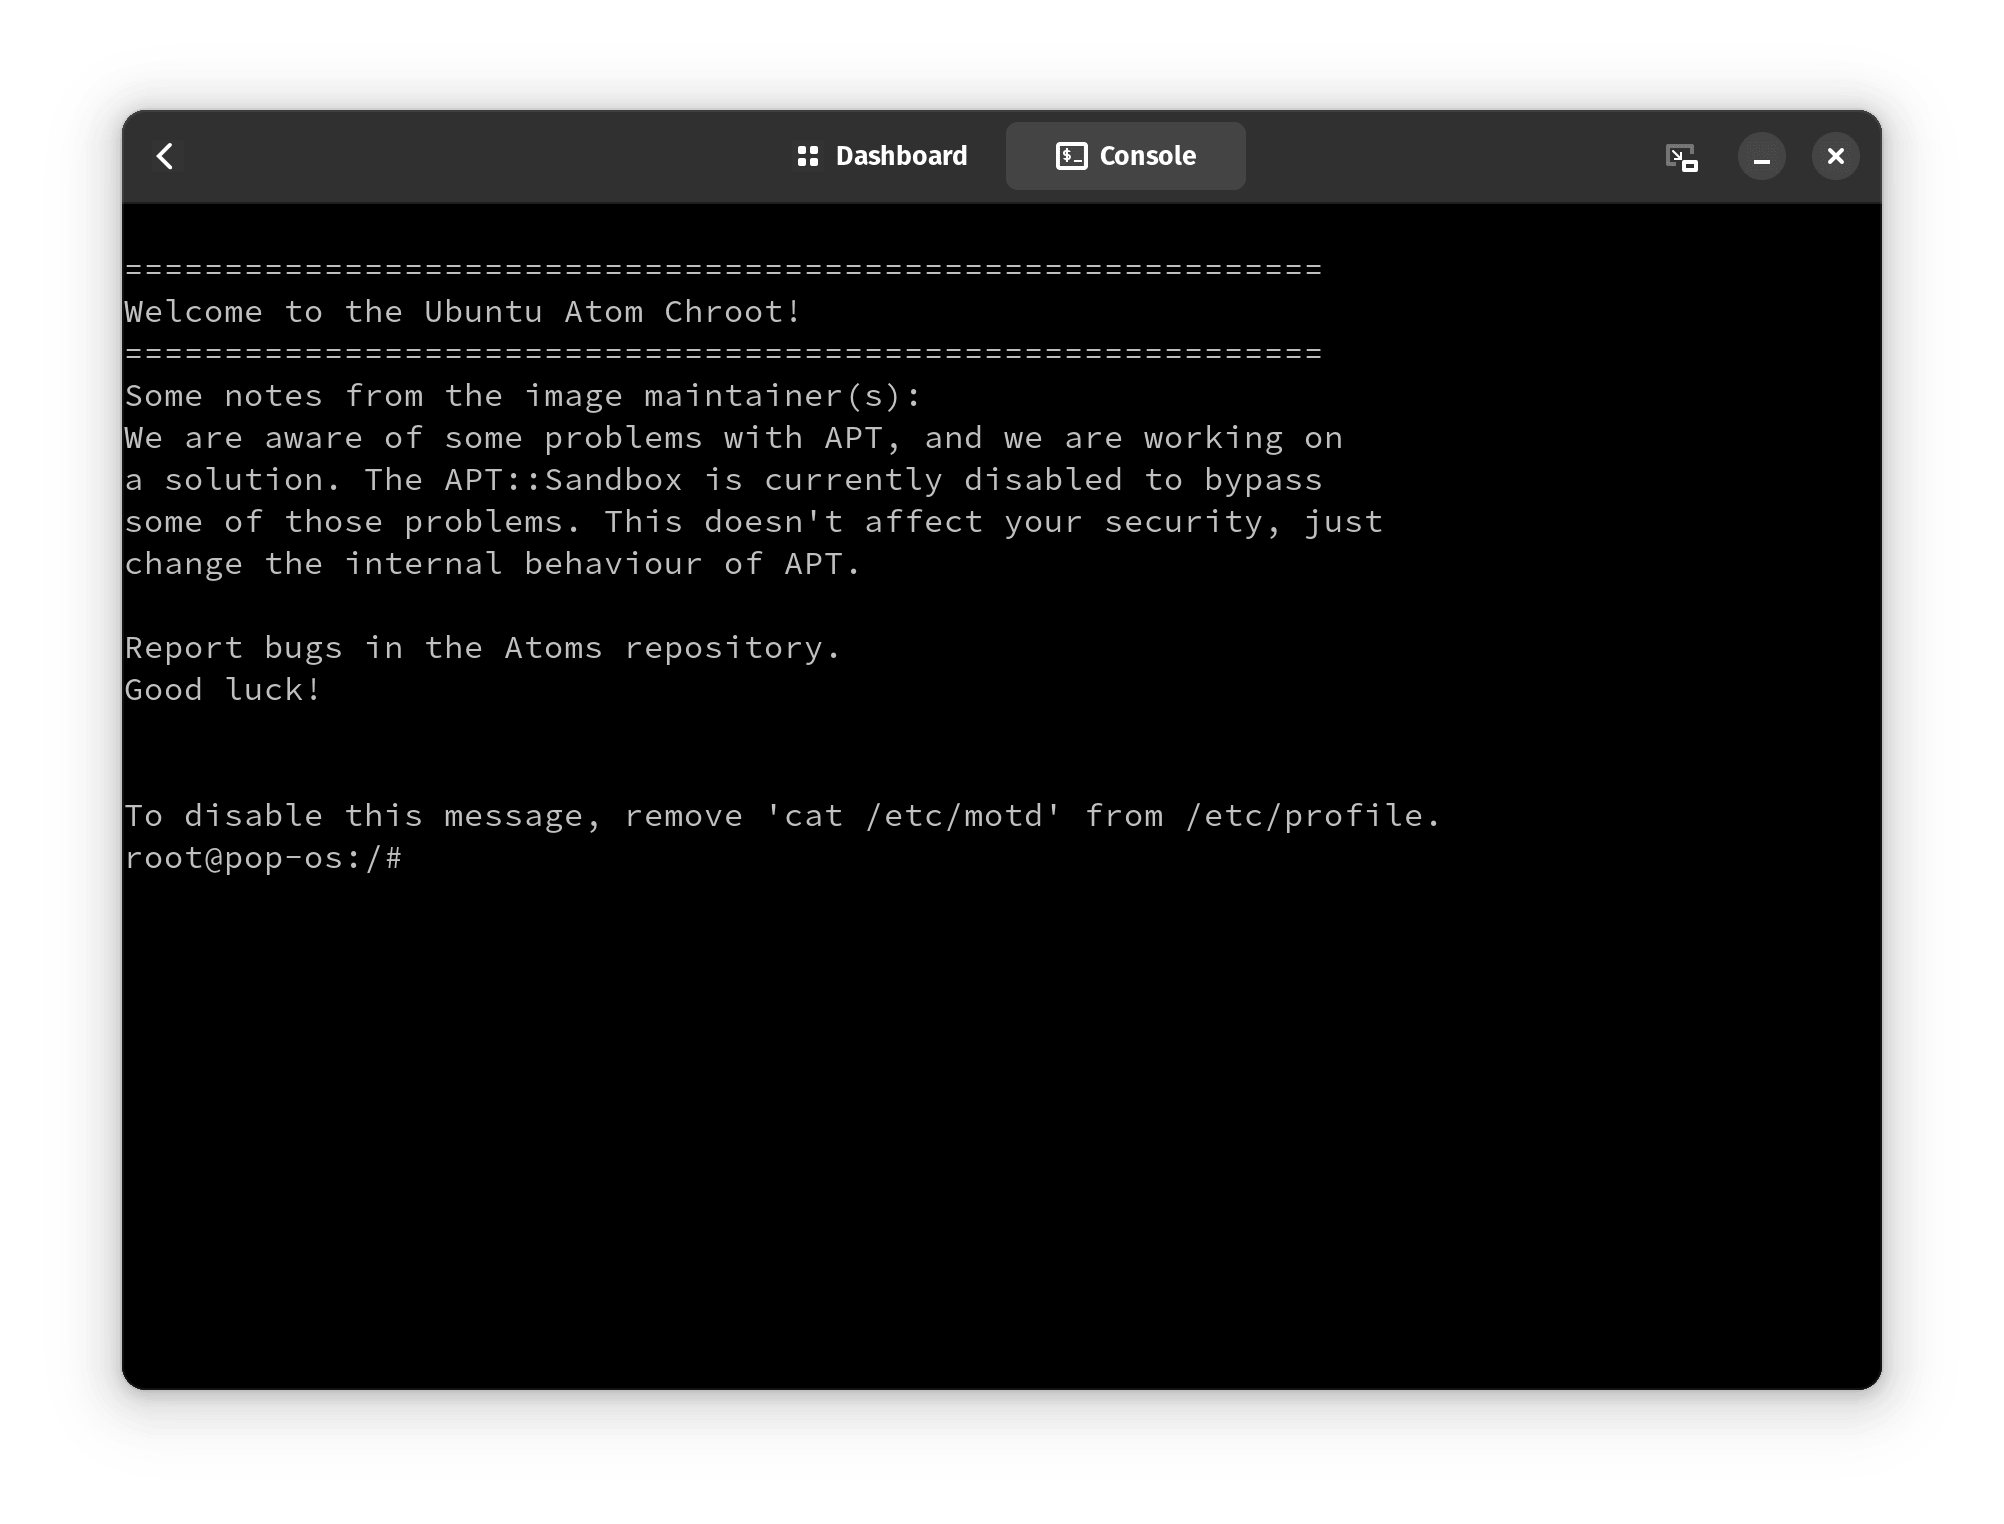 Dashboard
Console
============================================================
Welcome to the Ubuntu Atom Chroot!
============================================================
Some notes from the image maintainer(s):
We are aware of some problems with APT, and we are working on
a solution. The APT::Sandbox is currently disabled to bypass
some of those problems. This doesn't affect your security, just
change the internal behaviour of APT.
Report bugs in the Atoms repository.
Good luck!
To disable this message, remove 'cat /etc/motd' from /etc/profile.
root@pop-os:/#